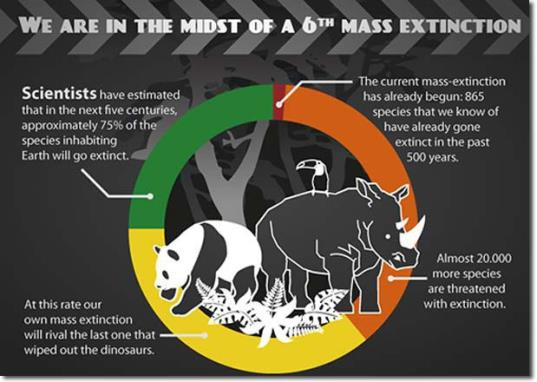 WE ARE IN THE MIDST OF A 6TH MASS EXTINCTION
Scientists have estimated
that in the next five centuries,
approximately 75% of the
species inhabiting
Earth will go extinct.
The current mass-extinction
has already begun: 865
species that we know of
have already gone
extinct in the past
500 years.
Almost 20.000
more species
are threatened
with extinction.
At this rate our
own mass extinction
will rival the last one that
wiped out the dinosaurs.